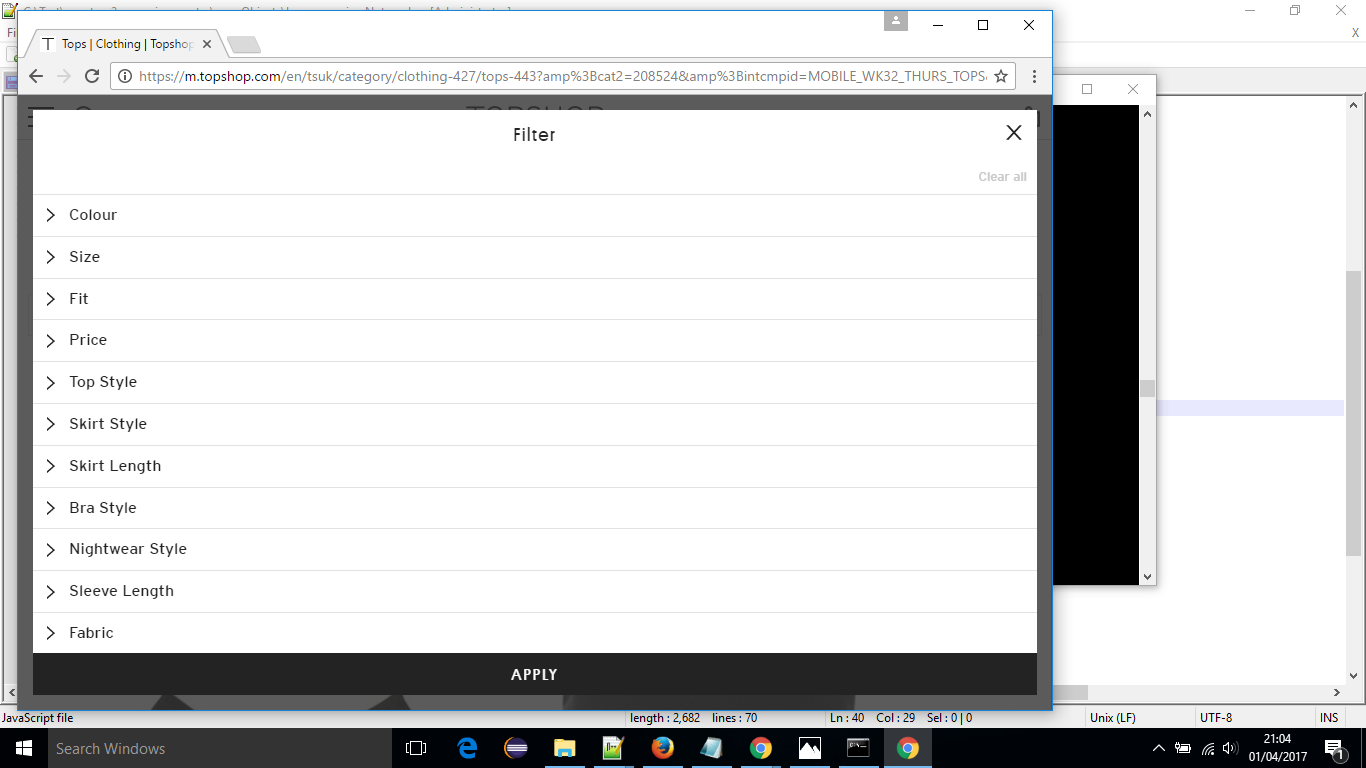 Tops | Clothing | Topshop
https://m.topshop.com/en/tsuk/category/clothing-427/tops-443?amp%3Bcat2=208524&amp%3Bintcmpid=MOBILE_WK32_THURS_TOPS
Filter
Clear all
Colour
Size
Fit
Price
Top Style
Skirt Style
Skirt Length
Bra Style
Nightwear Style
Sleeve Length
Fabric
APPLY
JavaScript file
length : 2,682 lines : 70
Ln : 40 Col : 29 Sel : 0 | 0
Unix (LF)
UTF-8
INS
Search Windows
21:04
01/04/2017
1